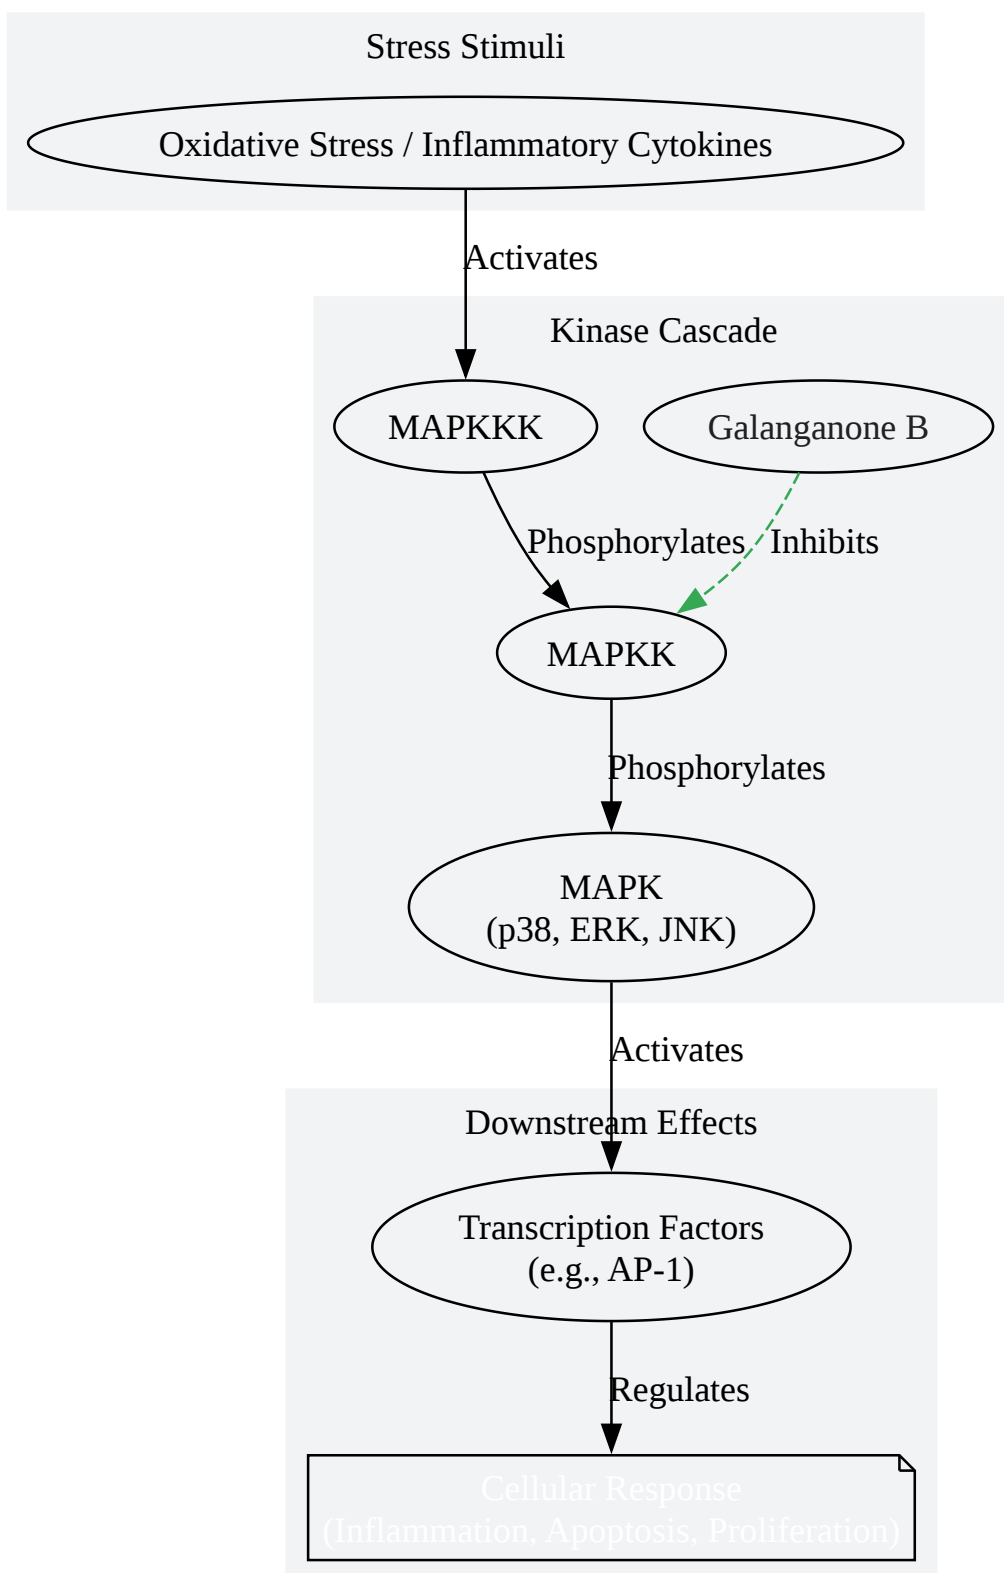 Stress Stimuli
Oxidative Stress / Inflammatory Cytokines
Activates
Kinase Cascade
MAPKKK
Galanganone B
Phosphorylates
Inhibits
MAPKK
Phosphorylates
MAPK
(p38, ERK, JNK)
Activates
Downstream Effects
Transcription Factors
(e.g., AP-1)
Regulates
Cellular Response
(Inflammation, Apoptosis, Proliferation)